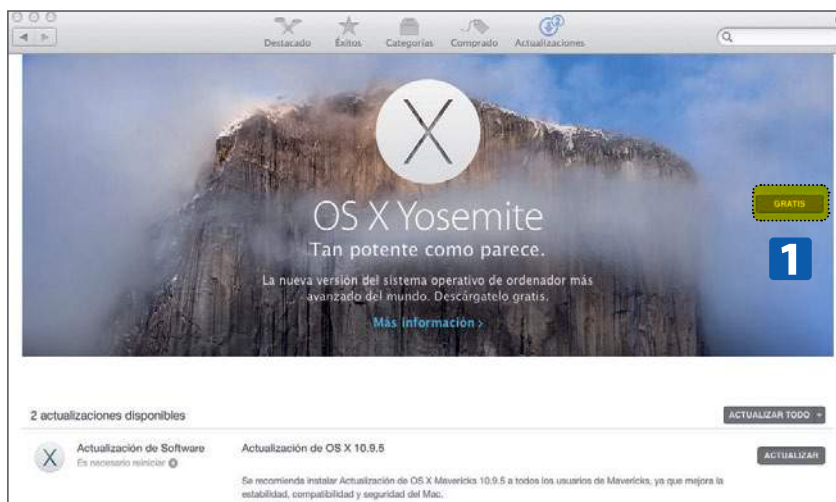 Destacado Éxitos Categorías Comprado Actualizaciones
2
OS X Yosemite
Tan potente como parece.
La nueva versión del sistema operativo de ordenador más
avanzado del mundo. Descárgatelo gratis.
Más información >
GRATIS
1
2 actualizaciones disponibles
ACTUALIZAR TODO
Actualización de Software
Es necesario reiniciar
Actualización de OS X 10.9.5
ACTUALIZAR
Se recomienda instalar Actualización de OS X Mavericks 10.9.5 a todos los usuarios de Mavericks, ya que mejora la
estabilidad, compatibilidad y seguridad del Mac.